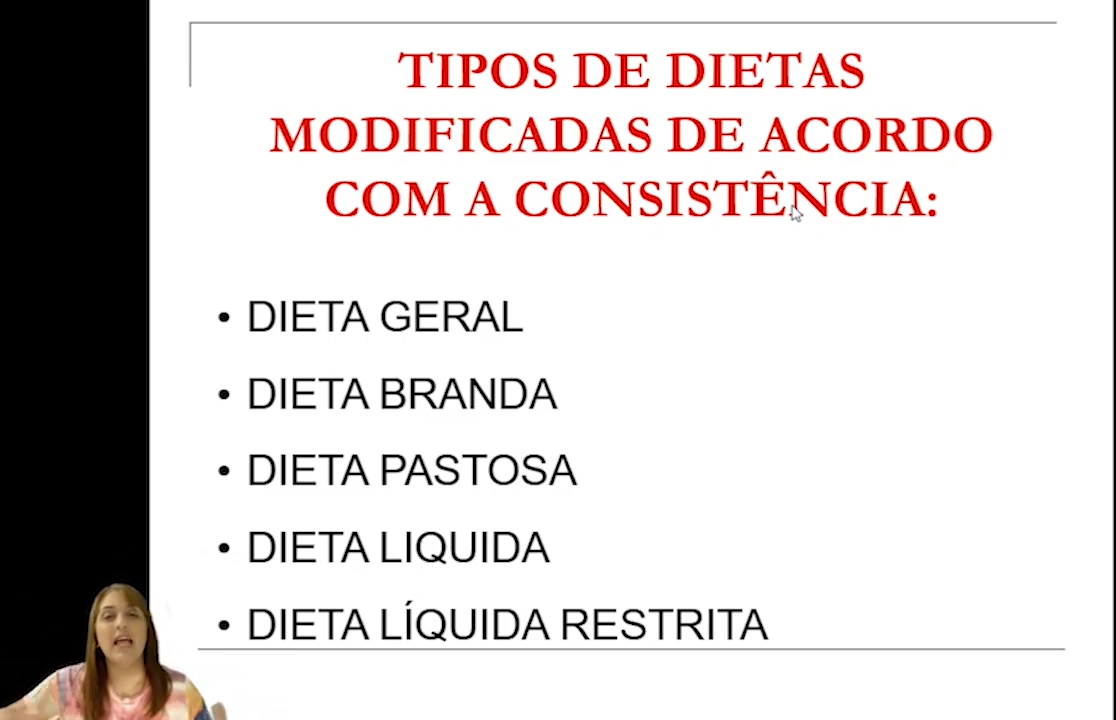 TIPOS DE DIETAS
MODIFICADAS DE ACORDO
COM A CONSISTÊNCIA:
• DIETA GERAL
• DIETA BRANDA
• DIETA PASTOSA
• DIETA LIQUIDA
• DIETA LÍQUIDA RESTRITA